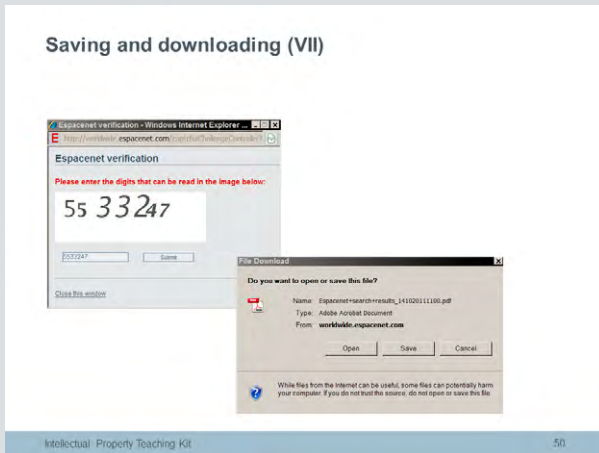 Saving and downloading (VII)
Espacenet verification - Windows Internet Explorer ...
http://worldwide.espacenet.com/captchaChallengeController?
Espacenet verification
Please enter the digits that can be read in the image below:
55 33247
5533247
Submit
Close this window
File Download
Do you want to open or save this file?
Name: Espacenet+search+results_141020111100.pdf
Type: Adobe Acrobat Document
From: worldwide.espacenet.com
Open Save Cancel
While files from the Internet can be useful, some files can potentially harm
your computer. If you do not trust the source, do not open or save this file.
Intellectual Property Teaching Kit 50